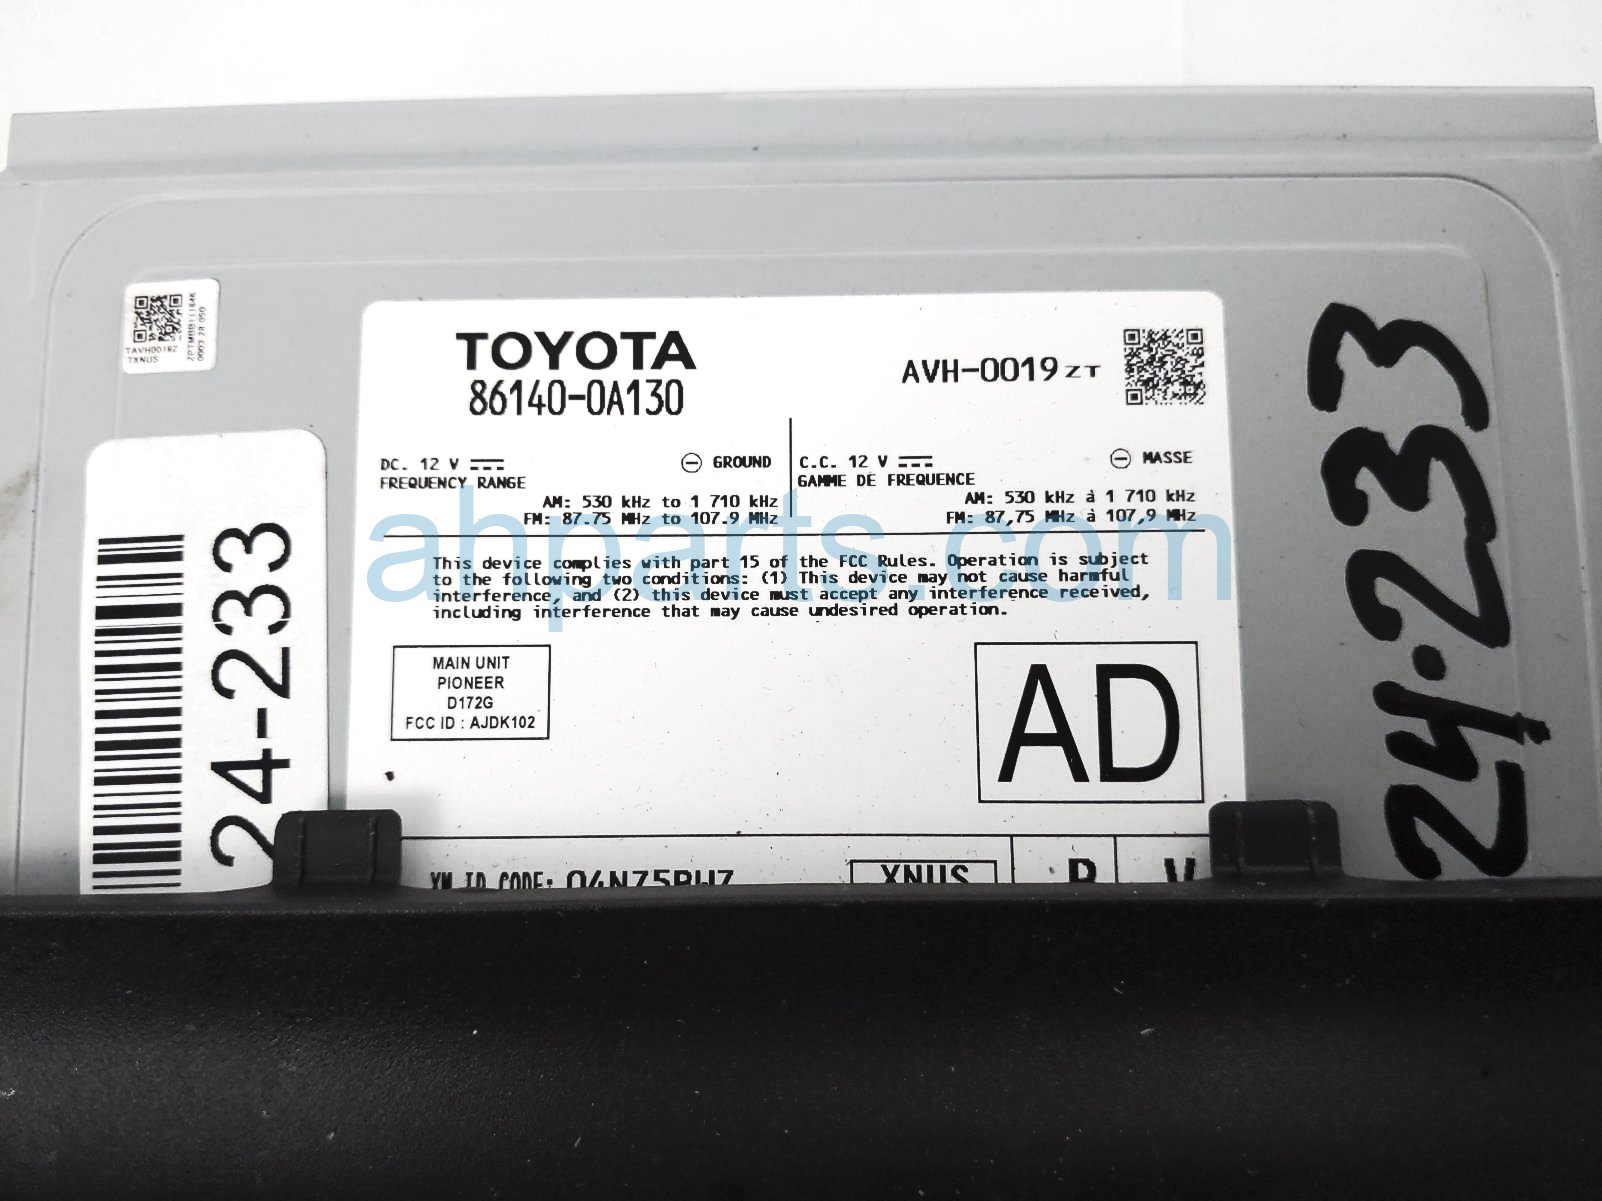 TOYOTA
86140-0A130
AVH-0019 ZT
DC. 12 V
GROUND
FREQUENCY RANGE
AM: 530 kHz to 1 710 kHz
FM: 87.75 MHz to 107.9 MHz
C.C. 12 V
MASSE
GAMME DE FREQUENCE
AM: 530 kHz à 1 710 kHz
FM: 87,75 MHz à 107,9 MHz
This device complies with part 15 of the FCC Rules. Operation is subject
to the following two conditions: (1) This device may not cause harmful
interference, and (2) this device must accept any interference received,
including interference that may cause undesired operation.
MAIN UNIT
PIONEER
D172G
FCC ID : AJDK102
AD
XNUS
TXNUS
24-233
24.233
ahparts.com